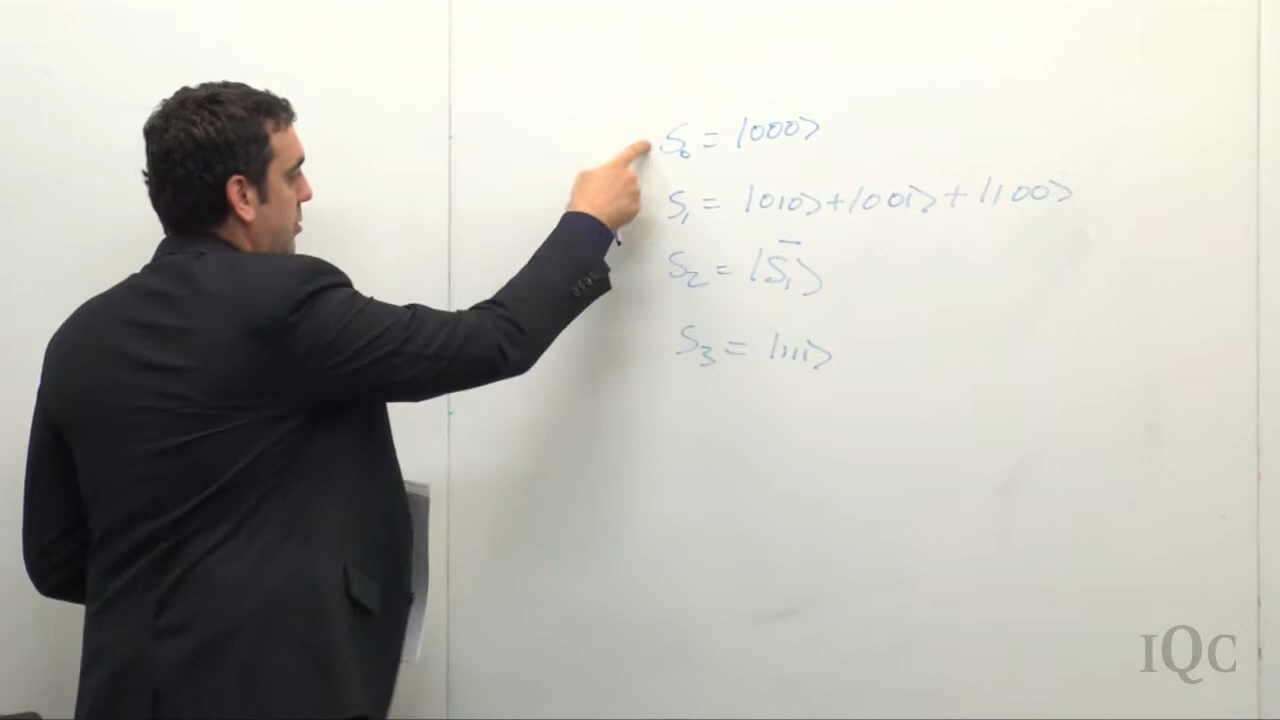 S₀ = |000⟩
S₁ = |010⟩+|001⟩+|100⟩
S₂ = |S̄₁⟩
S₃ = |111⟩
IQC